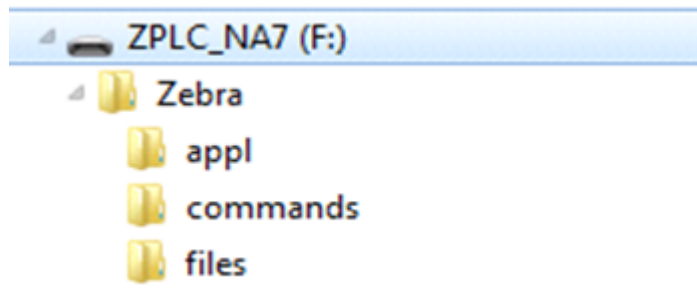 ZPLC_NA7 (F:)
Zebra
appl
commands
files